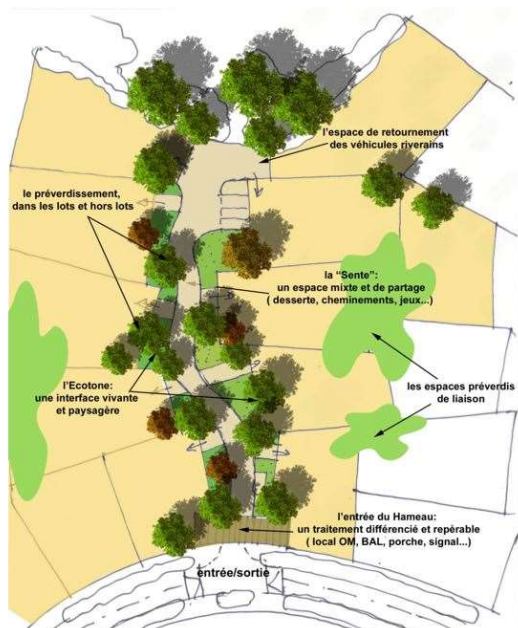 l'espace de retournement
des véhicules riverains
le préverdissement,
dans les lots et hors lots
la "Sente":
un espace mixte et de partage
( desserte, cheminements, jeux...)
l'Ecotone:
une interface vivante
et paysagère
les espaces préverdis
de liaison
l'entrée du Hameau:
un traitement différencié et repèrable
( local OM, BAL, porche, signal...)
entrée/sortie